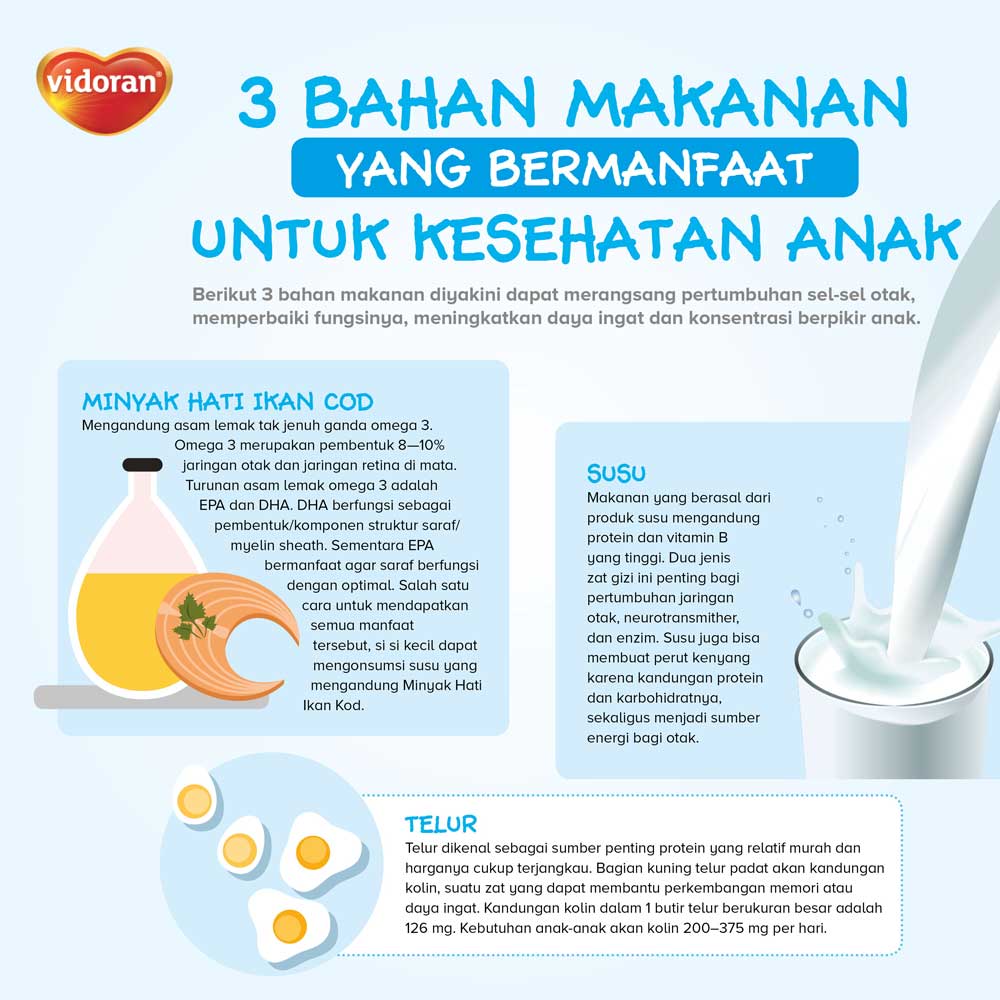 vidoran®
3 BAHAN MAKANAN
YANG BERMANFAAT
UNTUK KESEHATAN ANAK
Berikut 3 bahan makanan diyakini dapat merangsang pertumbuhan sel-sel otak,
memperbaiki fungsinya, meningkatkan daya ingat dan konsentrasi berpikir anak.
MINYAK HATI IKAN COD
Mengandung asam lemak tak jenuh ganda omega 3.
Omega 3 merupakan pembentuk 8—10%
jaringan otak dan jaringan retina di mata.
Turunan asam lemak omega 3 adalah
EPA dan DHA. DHA berfungsi sebagai
pembentuk/komponen struktur saraf/
myelin sheath. Sementara EPA
bermanfaat agar saraf berfungsi
dengan optimal. Salah satu
cara untuk mendapatkan
semua manfaat
tersebut, si si kecil dapat
mengonsumsi susu yang
mengandung Minyak Hati
Ikan Kod.
SUSU
Makanan yang berasal dari
produk susu mengandung
protein dan vitamin B
yang tinggi. Dua jenis
zat gizi ini penting bagi
pertumbuhan jaringan
otak, neurotransmither,
dan enzim. Susu juga bisa
membuat perut kenyang
karena kandungan protein
dan karbohidratnya,
sekaligus menjadi sumber
energi bagi otak.
TELUR
Telur dikenal sebagai sumber penting protein yang relatif murah dan
harganya cukup terjangkau. Bagian kuning telur padat akan kandungan
kolin, suatu zat yang dapat membantu perkembangan memori atau
daya ingat. Kandungan kolin dalam 1 butir telur berukuran besar adalah
126 mg. Kebutuhan anak-anak akan kolin 200–375 mg per hari.